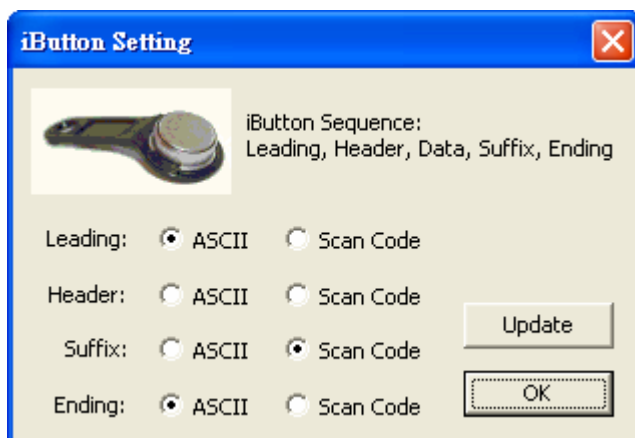 iButton Setting
iButton Sequence:
Leading, Header, Data, Suffix, Ending
Leading: ASCII Scan Code
Header: ASCII Scan Code
Suffix: ASCII Scan Code
Ending: ASCII Scan Code
Update
OK